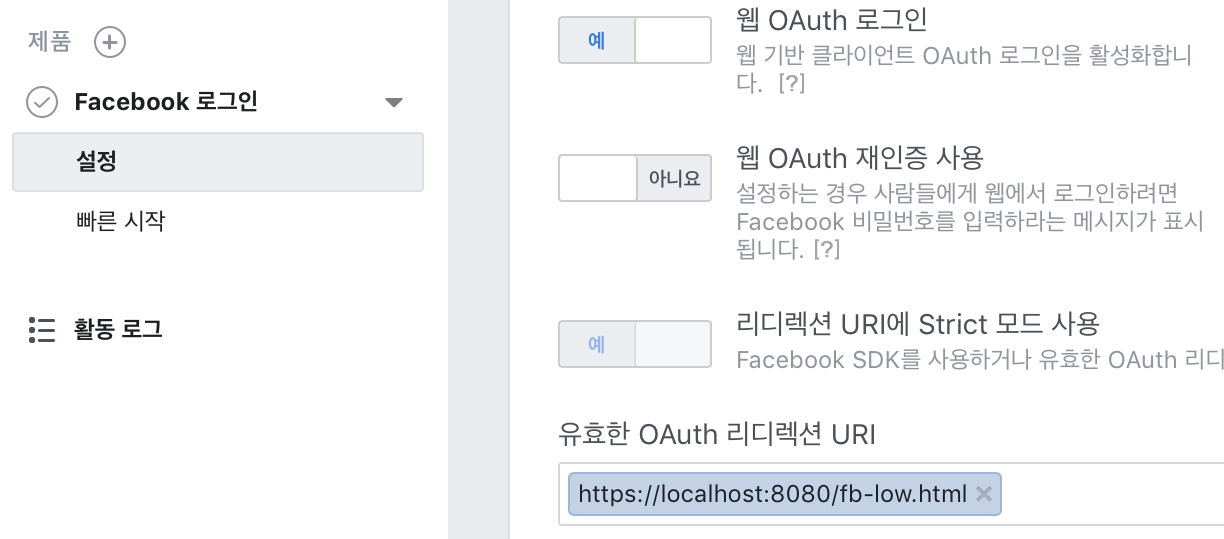 제품
Facebook 로그인
설정
빠른 시작
활동 로그
예
웹 OAuth 로그인
웹 기반 클라이언트 OAuth 로그인을 활성화합니
다. [?]
아니요
웹 OAuth 재인증 사용
설정하는 경우 사람들에게 웹에서 로그인하려면
Facebook 비밀번호를 입력하라는 메시지가 표시
됩니다. [?]
예
리디렉션 URI에 Strict 모드 사용
Facebook SDK를 사용하거나 유효한 OAuth 리디
유효한 OAuth 리디렉션 URI
https://localhost:8080/fb-low.html